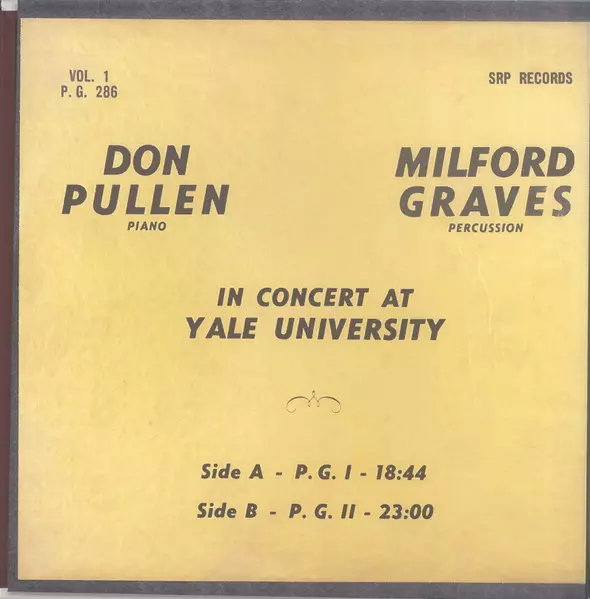 VOL. 1
P. G. 286
SRP RECORDS
DON
PULLEN
PIANO
MILFORD
GRAVES
PERCUSSION
IN CONCERT AT
YALE UNIVERSITY
Side A - P. G. I - 18:44
Side B - P. G. II - 23:00